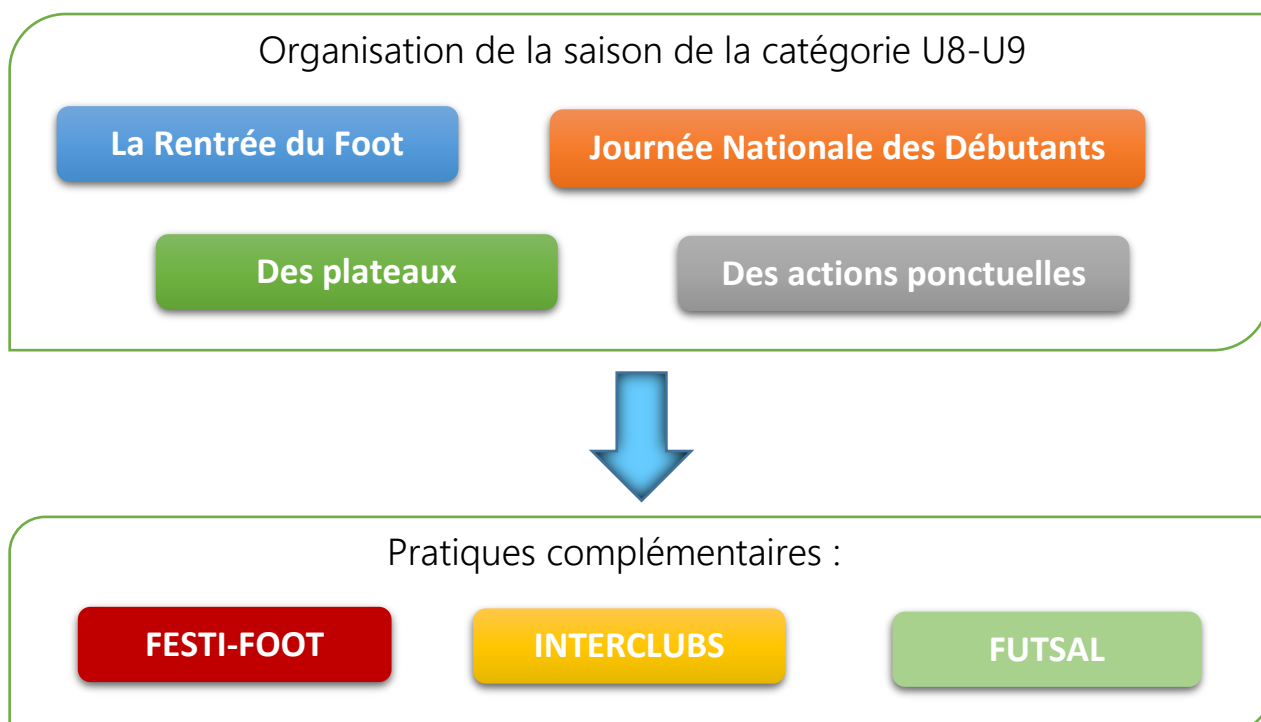 Organisation de la saison de la catégorie U8-U9
La Rentrée du Foot
Journée Nationale des Débutants
Des plateaux
Des actions ponctuelles
Pratiques complémentaires :
FESTI-FOOT
INTERCLUBS
FUTSAL